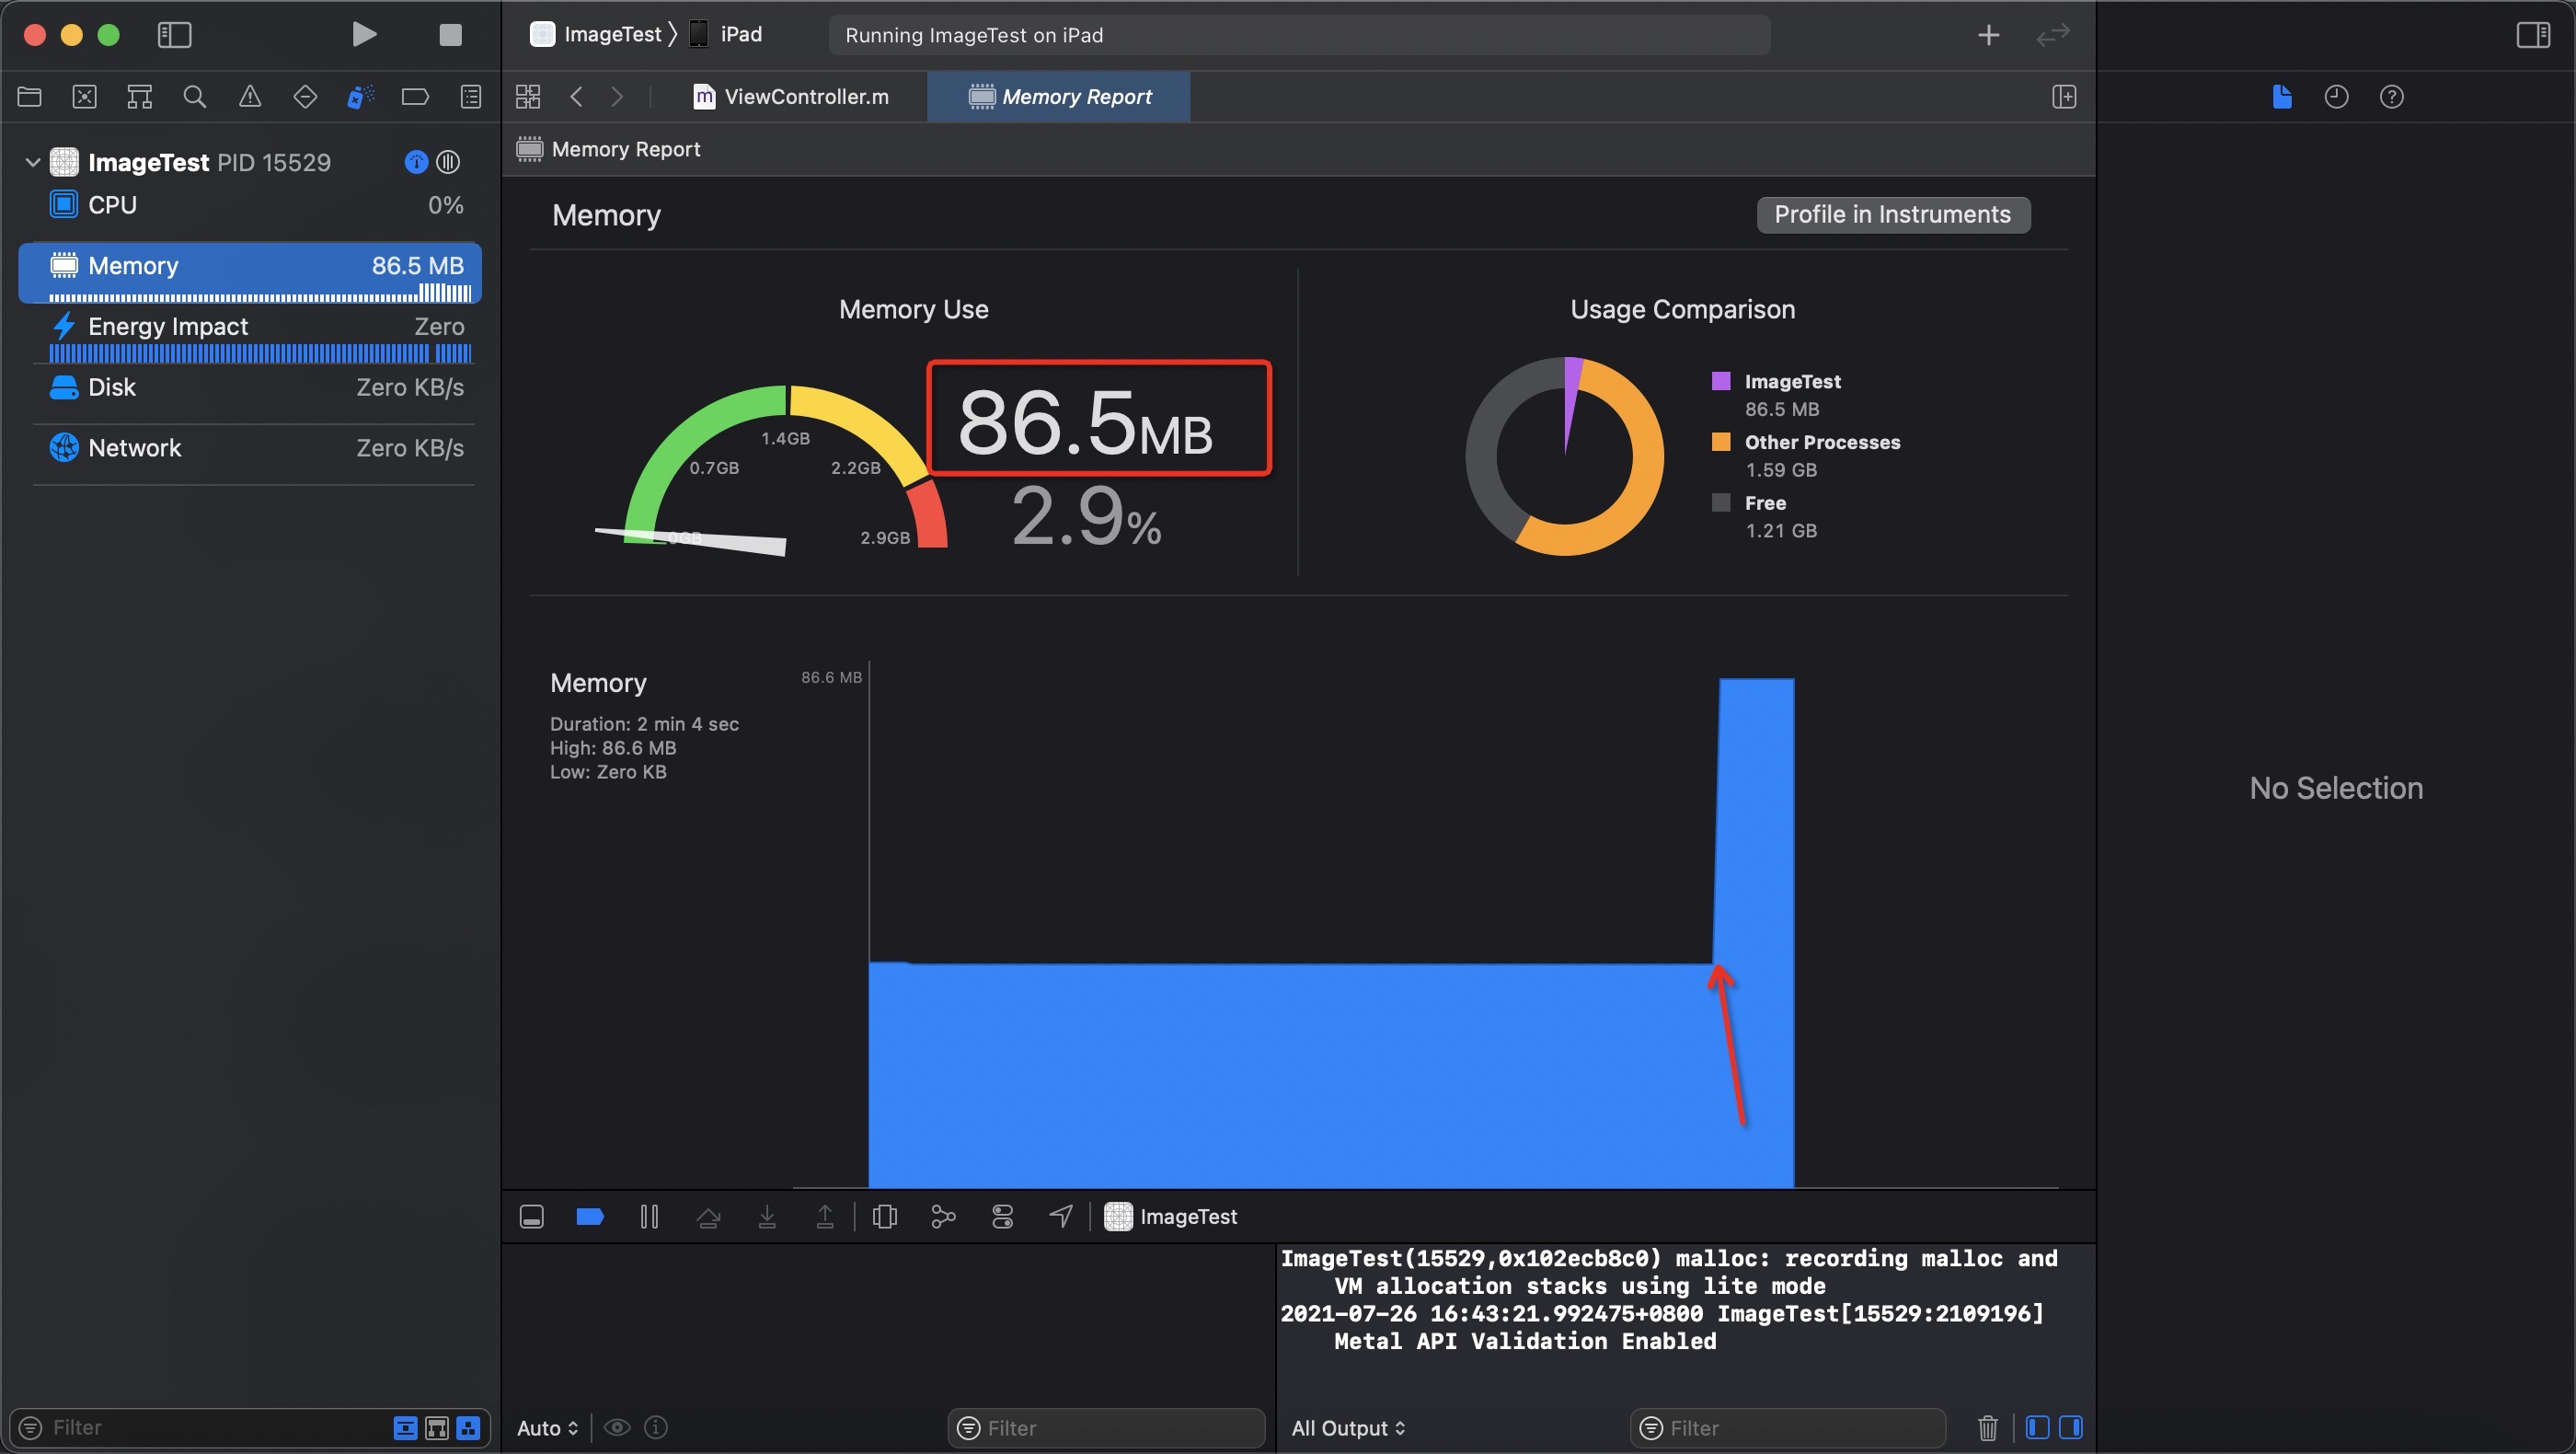 ImageTest 〉 iPad
Running ImageTest on iPad
ViewController.m
Memory Report
Memory Report
ImageTest PID 15529
CPU 0%
Memory 86.5 MB
Energy Impact Zero
Disk Zero KB/s
Network Zero KB/s
Memory
Profile in Instruments
Memory Use
86.5MB
2.9%
0GB
0.7GB
1.4GB
2.2GB
2.9GB
Usage Comparison
ImageTest
86.5 MB
Other Processes
1.59 GB
Free
1.21 GB
Memory
Duration: 2 min 4 sec
High: 86.6 MB
Low: Zero KB
86.6 MB
No Selection
ImageTest
ImageTest(15529,0x102ecb8c0) malloc: recording malloc and
VM allocation stacks using lite mode
2021-07-26 16:43:21.992475+0800 ImageTest[15529:2109196]
Metal API Validation Enabled
Filter
Auto
Filter
All Output
Filter